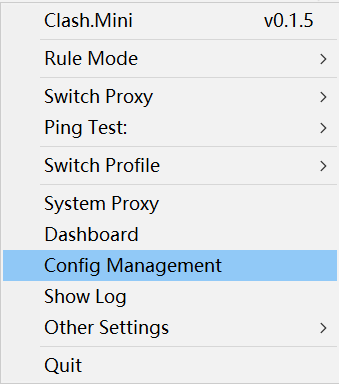 Clash.Mini v0.1.5
Rule Mode
Switch Proxy
Ping Test:
Switch Profile
System Proxy
Dashboard
Config Management
Show Log
Other Settings
Quit